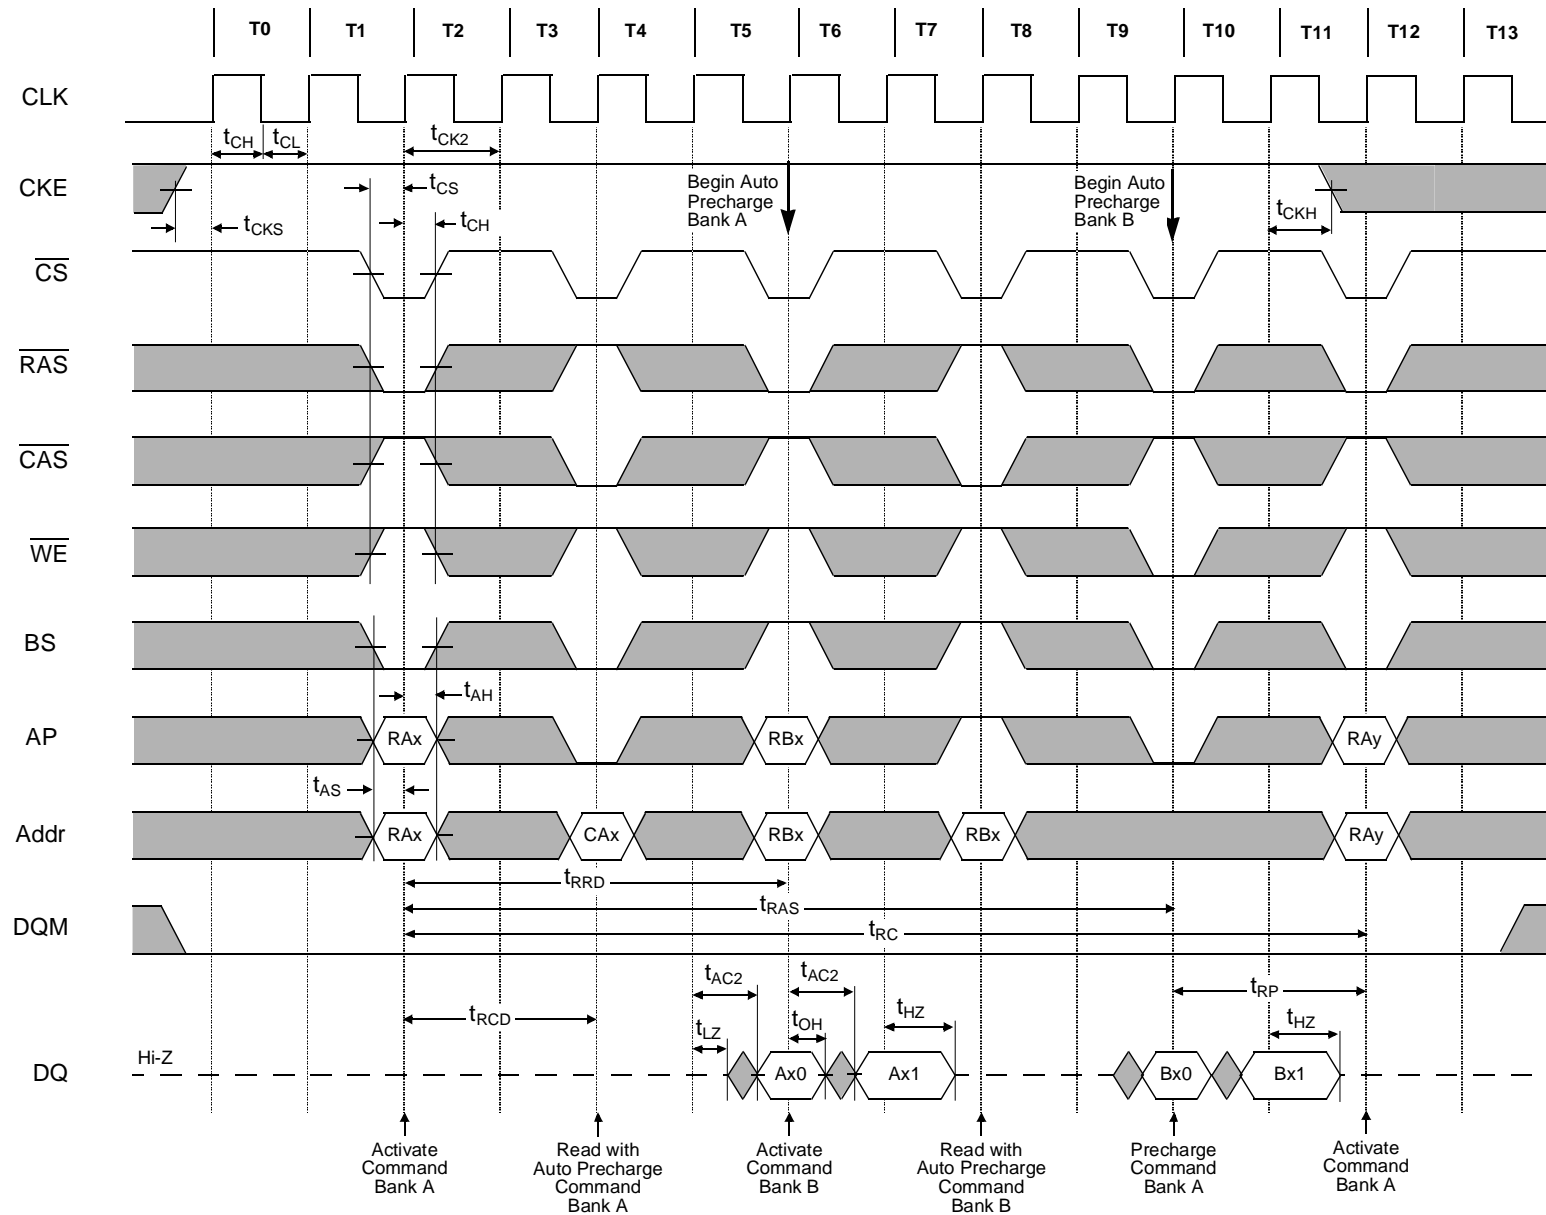 T0 T1 T2 T3 T4 T5 T6 T7 T8 T9 T10 T11 T12 T13
CLK
tCH tCL tCK2
CKE
tCS
Begin Auto
Precharge
Bank A
Begin Auto
Precharge
Bank B
tCKS
tCH
tCKH
CS
RAS
CAS
WE
BS
tAH
AP
RAx RBx RAy
tAS
Addr
RAx CAx RBx RBx RAy
tRRD
tRAS
DQM
tRC
tAC2 tAC2
tRP
tRCD
tLZ tOH tHZ tHZ
Hi-Z
DQ
Ax0 Ax1 Bx0 Bx1
Activate
Command
Bank A
Read with
Auto Precharge
Command
Bank A
Activate
Command
Bank B
Read with
Auto Precharge
Command
Bank B
Precharge
Command
Bank A
Activate
Command
Bank A